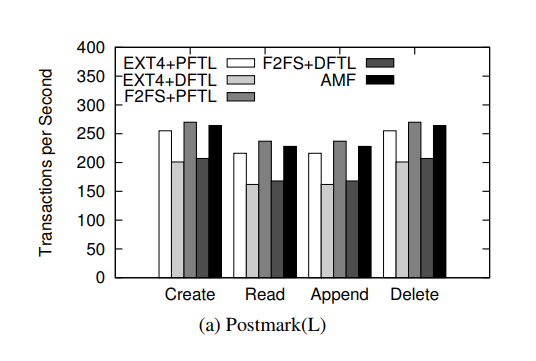 400
350
300
250
200
150
100
50
0
Transactions per Second
EXT4+PFTL
EXT4+DFTL
F2FS+PFTL
F2FS+DFTL
AMF
Create Read Append Delete
(a) Postmark(L)